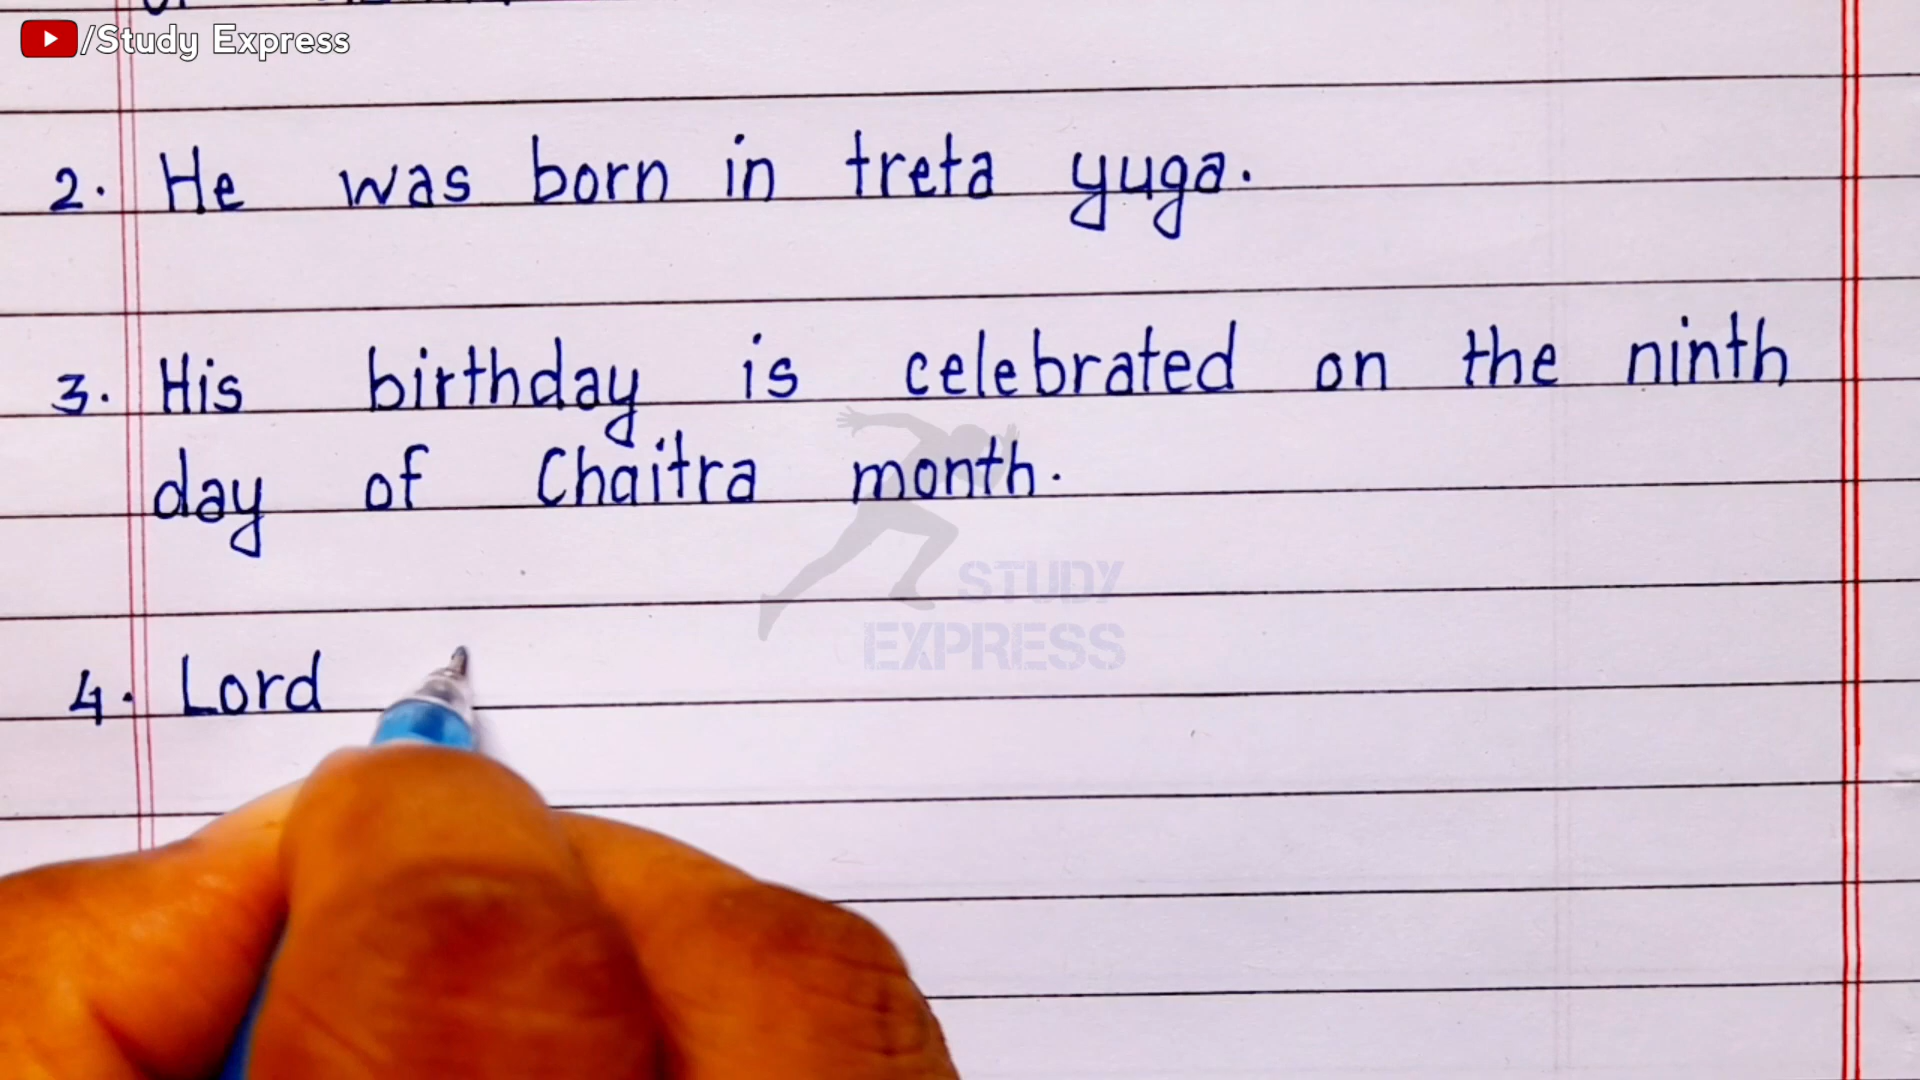 /Study Express
2. He was born in treta yuga.
3. His birthday is celebrated on the ninth
day of Chaitra month.
STUDY
EXPRESS
4. Lord